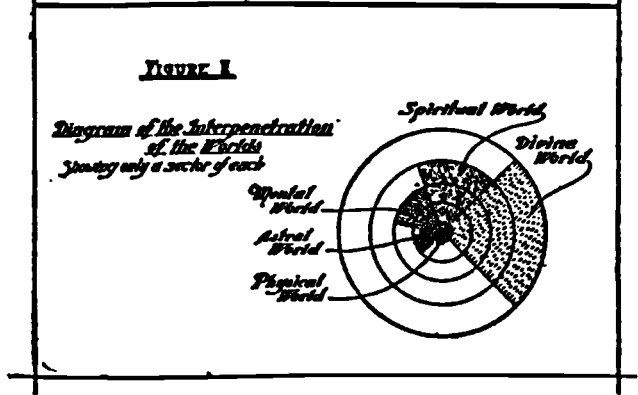 FIGURE
Diagram of the Interpenetration
of the Worlds
Showing only a sector of each
Spiritual World
Divine
World
Mental
World
Astral
World
Physical
World